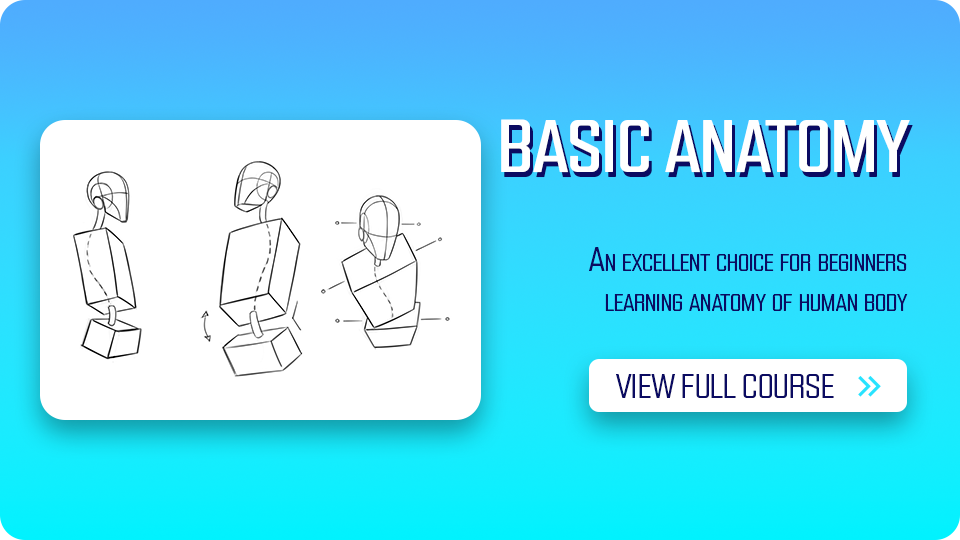 BASIC ANATOMY
An excellent choice for beginners
learning anatomy of human body
VIEW FULL COURSE